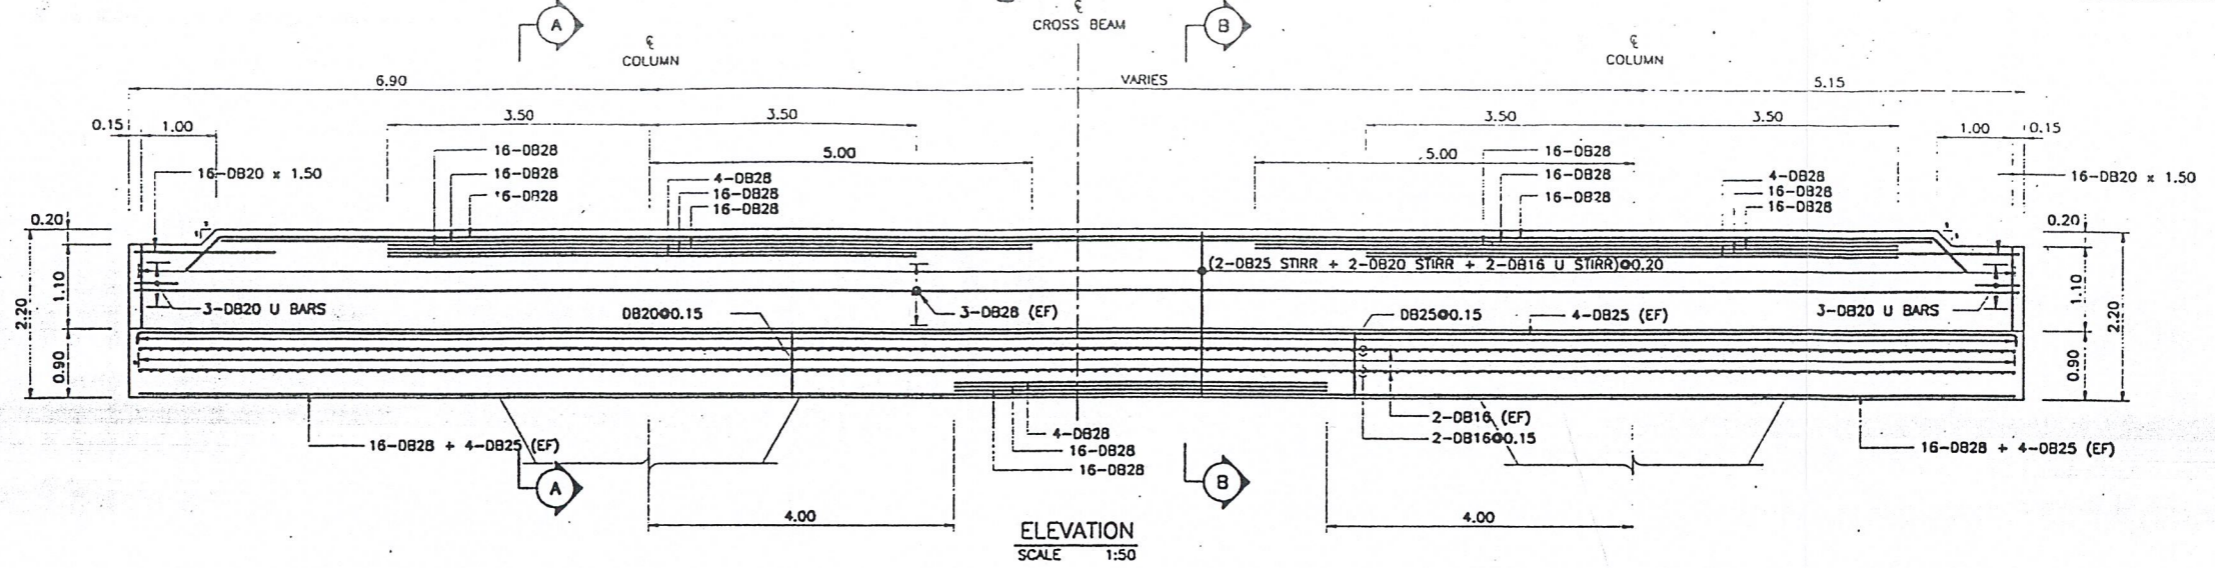 A
℄
CROSS BEAM
B
℄
COLUMN
℄
COLUMN
6.90
VARIES
5.15
3.50
3.50
3.50
3.50
0.15
1.00
1.00
0.15
16-DB28
5.00
5.00
16-DB28
16-DB20 x 1.50
16-DB28
4-DB28
16-DB28
4-DB28
16-DB20 x 1.50
16-DB28
16-DB28
16-DB28
16-DB28
16-DB28
16-DB28
0.20
0.20
(2-DB25 STIRR + 2-DB20 STIRR + 2-DB16 U STIRR)@0.20
2.20
1.10
1.10
2.20
3-DB20 U BARS
DB20@0.15
3-DB28 (EF)
DB25@0.15
4-DB25 (EF)
3-DB20 U BARS
0.90
0.90
2-DB16 (EF)
2-DB16@0.15
4-DB28
16-DB28
16-DB28
16-DB28 + 4-DB25 (EF)
16-DB28 + 4-DB25 (EF)
A
B
4.00
4.00
ELEVATION
SCALE 1:50